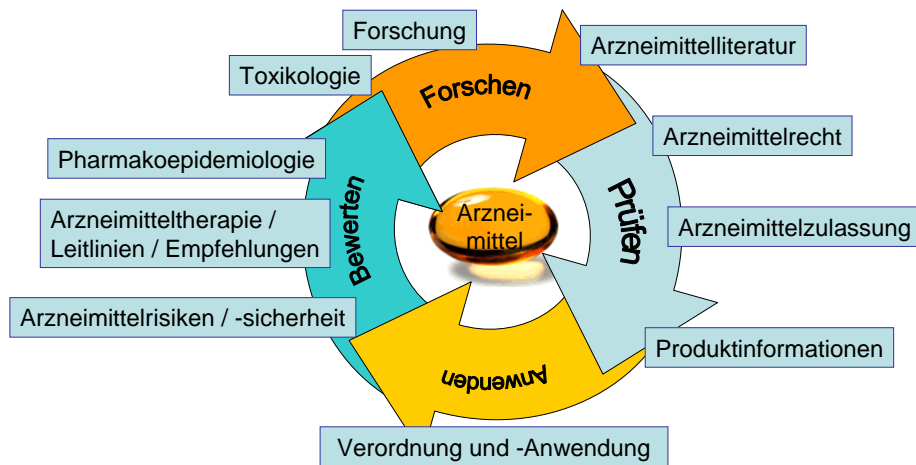 Forschung
Arzneimittelliteratur
Toxikologie
Forschen
Arzneimittelrecht
Pharmakoepidemiologie
Prüfen
Arzneimitteltherapie /
Leitlinien / Empfehlungen
Bewerten
Arznei-
mittel
Arzneimittelzulassung
Arzneimittelrisiken / -sicherheit
Produktinformationen
Anwenden
Verordnung und -Anwendung